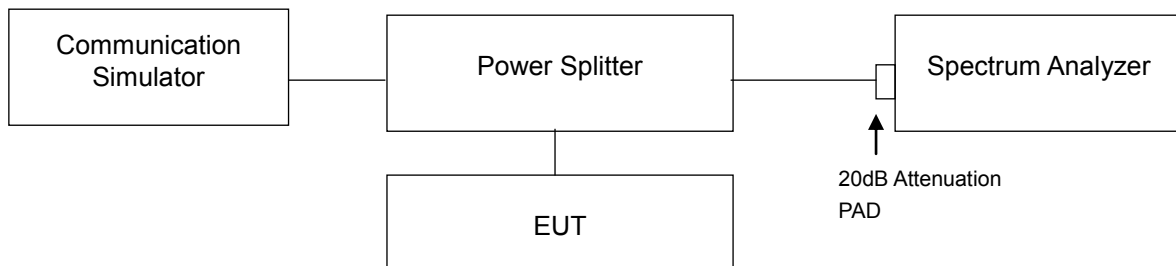 Communication
Simulator
Power Splitter
Spectrum Analyzer
20dB Attenuation
PAD
EUT